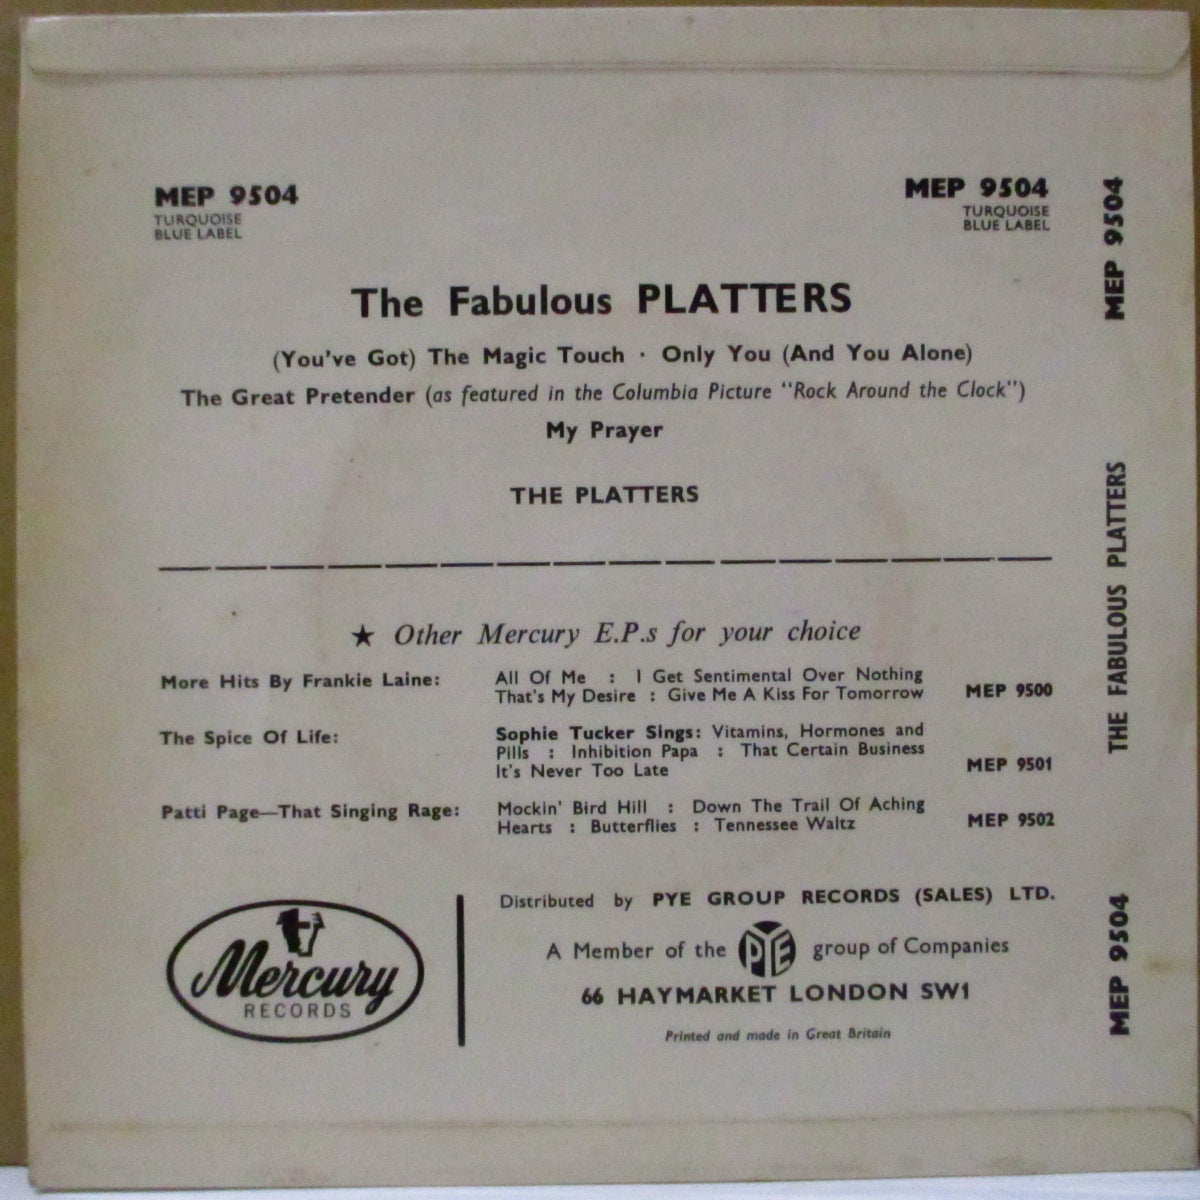 MEP 9504
TURQUOISE
BLUE LABEL
MEP 9504
TURQUOISE
BLUE LABEL
The Fabulous PLATTERS
(You've Got) The Magic Touch · Only You (And You Alone)
The Great Pretender (as featured in the Columbia Picture "Rock Around the Clock")
My Prayer
THE PLATTERS
★ Other Mercury E.P.s for your choice
More Hits By Frankie Laine:
All Of Me : I Get Sentimental Over Nothing
That's My Desire : Give Me A Kiss For Tomorrow
MEP 9500
The Spice Of Life:
Sophie Tucker Sings: Vitamins, Hormones and
Pills : Inhibition Papa : That Certain Business
It's Never Too Late
MEP 9501
Patti Page—That Singing Rage:
Mockin' Bird Hill : Down The Trail Of Aching
Hearts : Butterflies : Tennessee Waltz
MEP 9502
Mercury
RECORDS
Distributed by PYE GROUP RECORDS (SALES) LTD.
A Member of the PYE group of Companies
66 HAYMARKET LONDON SW1
Printed and made in Great Britain
MEP 9504
THE FABULOUS PLATTERS
MEP 9504